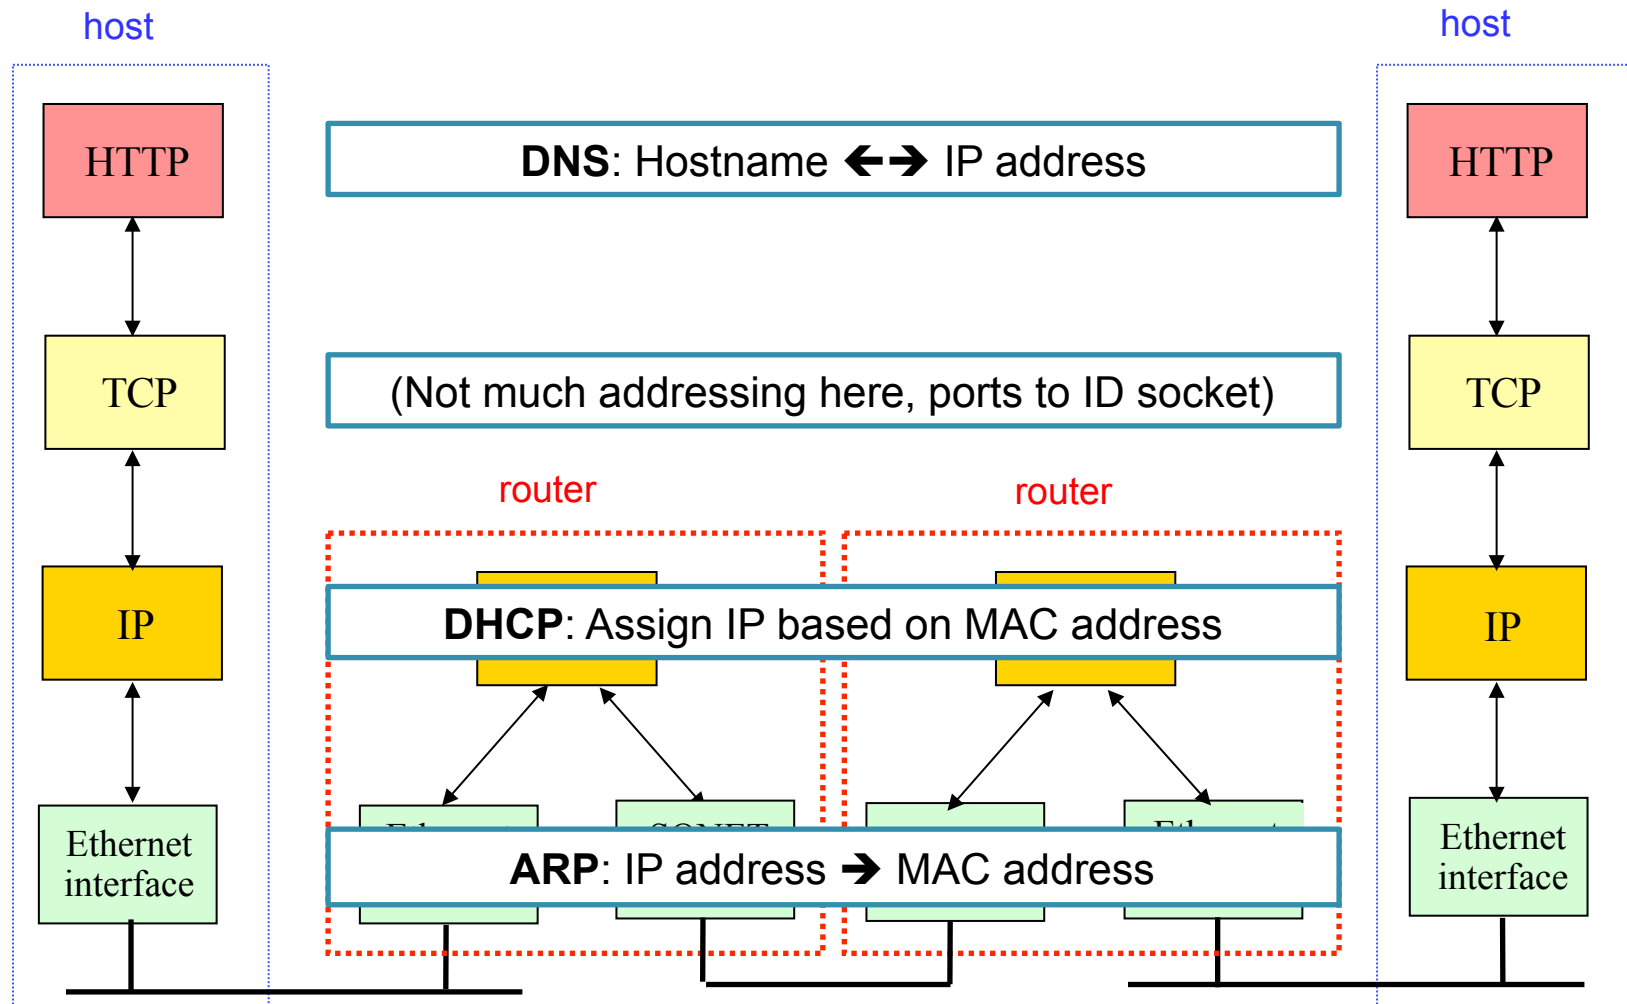 host
host
HTTP
DNS: Hostname 🡨🡪 IP address
HTTP
TCP
(Not much addressing here, ports to ID socket)
TCP
router
router
IP
DHCP: Assign IP based on MAC address
IP
Ethernet
interface
SONET
ARP: IP address 🡪 MAC address
Ethernet
interface